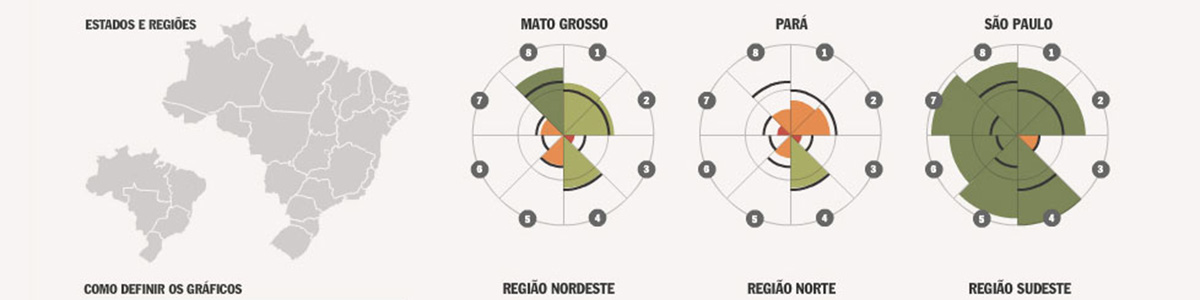 ESTADOS E REGIÕES
MATO GROSSO
8 1
7 2
6 3
5 4
PARÁ
8 1
7 2
6 3
5 4
SÃO PAULO
8 1
7 2
6 3
5 4
COMO DEFINIR OS GRÁFICOS
REGIÃO NORDESTE
REGIÃO NORTE
REGIÃO SUDESTE